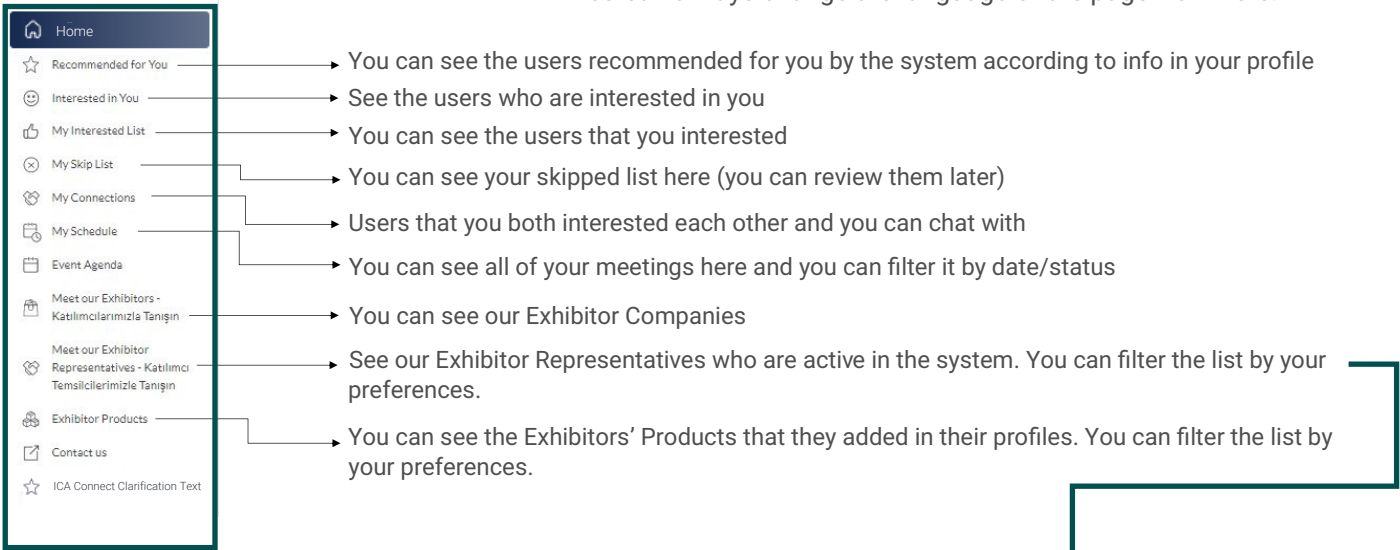 Home
Recommended for You
You can see the users recommended for you by the system according to info in your profile
Interested in You
See the users who are interested in you
My Interested List
You can see the users that you interested
My Skip List
You can see your skipped list here (you can review them later)
My Connections
Users that you both interested each other and you can chat with
My Schedule
You can see all of your meetings here and you can filter it by date/status
Event Agenda
Meet our Exhibitors -
Katılımcılarımızla Tanışın
You can see our Exhibitor Companies
Meet our Exhibitor
Representatives - Katılımcı
Temsilcilerimizle Tanışın
See our Exhibitor Representatives who are active in the system. You can filter the list by your
preferences.
Exhibitor Products
You can see the Exhibitors’ Products that they added in their profiles. You can filter the list by
your preferences.
Contact us
ICA Connect Clarification Text